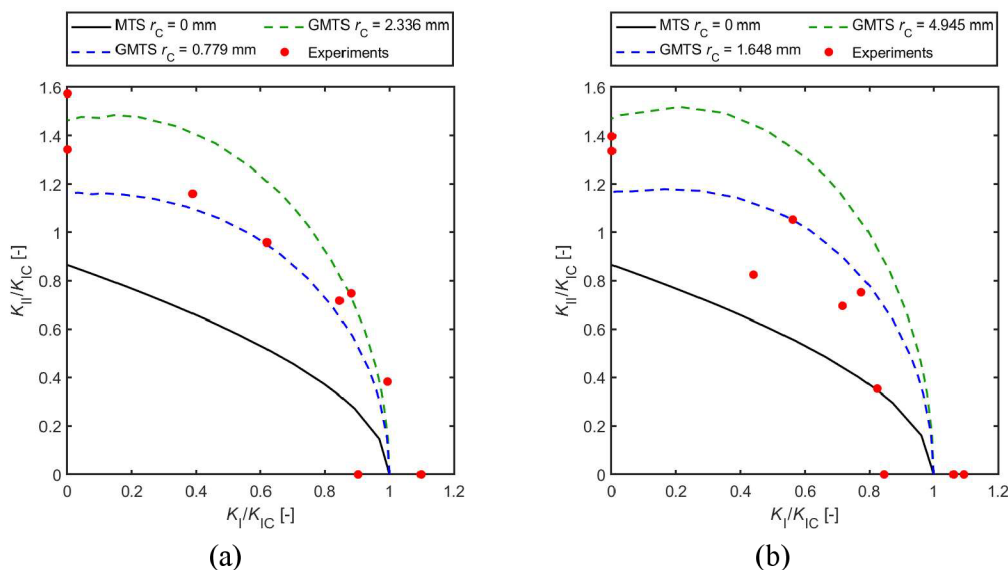 MTS r_C = 0 mm GMTS r_C = 2.336 mm
GMTS r_C = 0.779 mm Experiments
1.6
1.4
1.2
1
0.8
0.6
0.4
0.2
0
K_II/K_IC [-]
0 0.2 0.4 0.6 0.8 1 1.2
K_I/K_IC [-]
(a)
MTS r_C = 0 mm GMTS r_C = 4.945 mm
GMTS r_C = 1.648 mm Experiments
1.6
1.4
1.2
1
0.8
0.6
0.4
0.2
0
K_II/K_IC [-]
0 0.2 0.4 0.6 0.8 1 1.2
K_I/K_IC [-]
(b)